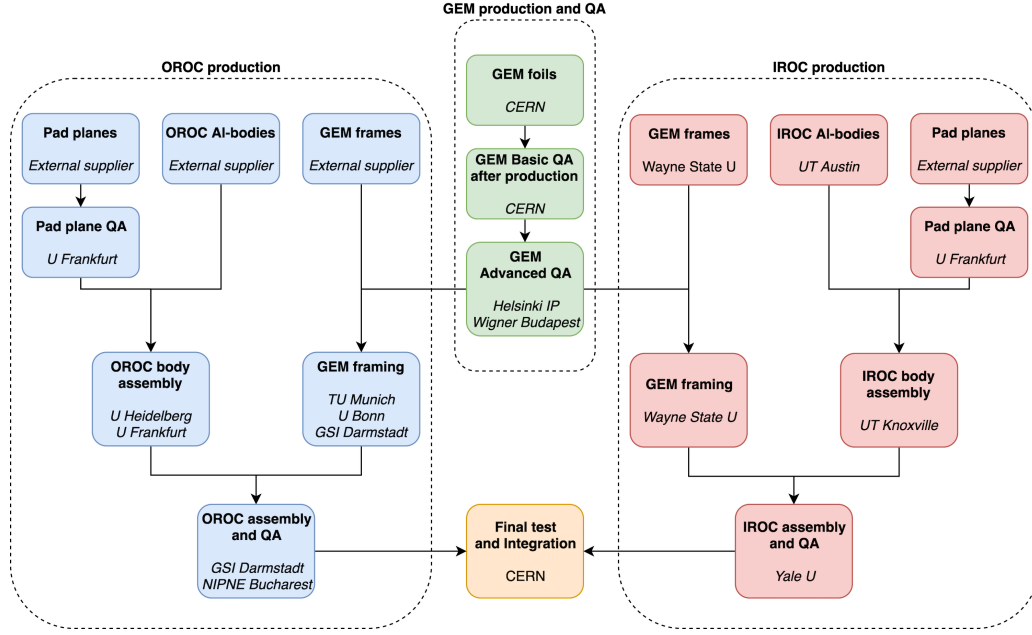 GEM production and QA
OROC production
IROC production
GEM foils
CERN
Pad planes
External supplier
OROC Al-bodies
External supplier
GEM frames
External supplier
GEM frames
Wayne State U
IROC Al-bodies
UT Austin
Pad planes
External supplier
GEM Basic QA
after production
CERN
Pad plane QA
U Frankfurt
Pad plane QA
U Frankfurt
GEM
Advanced QA
Helsinki IP
Wigner Budapest
OROC body
assembly
U Heidelberg
U Frankfurt
GEM framing
TU Munich
U Bonn
GSI Darmstadt
GEM framing
Wayne State U
IROC body
assembly
UT Knoxville
OROC assembly
and QA
GSI Darmstadt
NIPNE Bucharest
Final test
and Integration
CERN
IROC assembly
and QA
Yale U